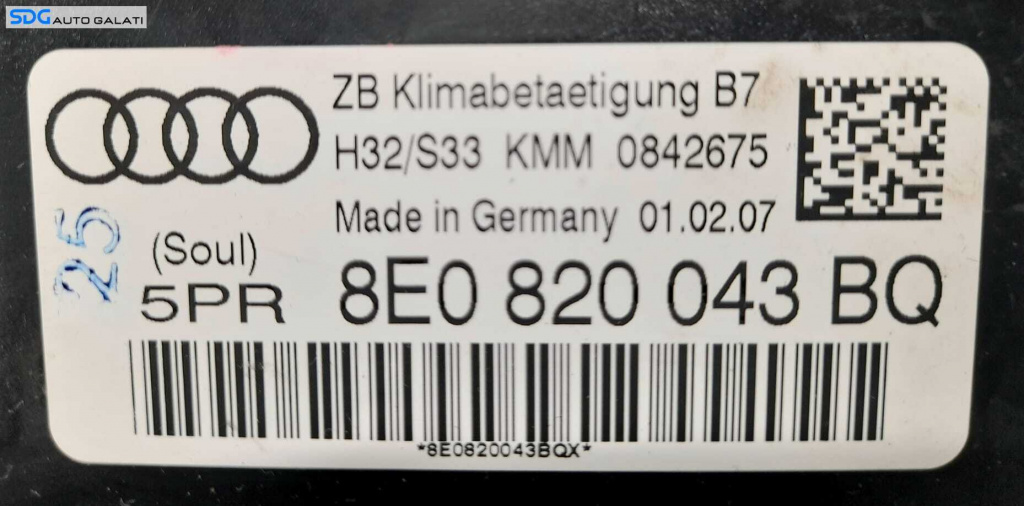 SDG AUTO GALATI
ZB Klimabetaetigung B7
H32/S33 KMM 0842675
Made in Germany 01.02.07
25
(Soul)
5PR
8E0 820 043 BQ
*8E0820043BQX*